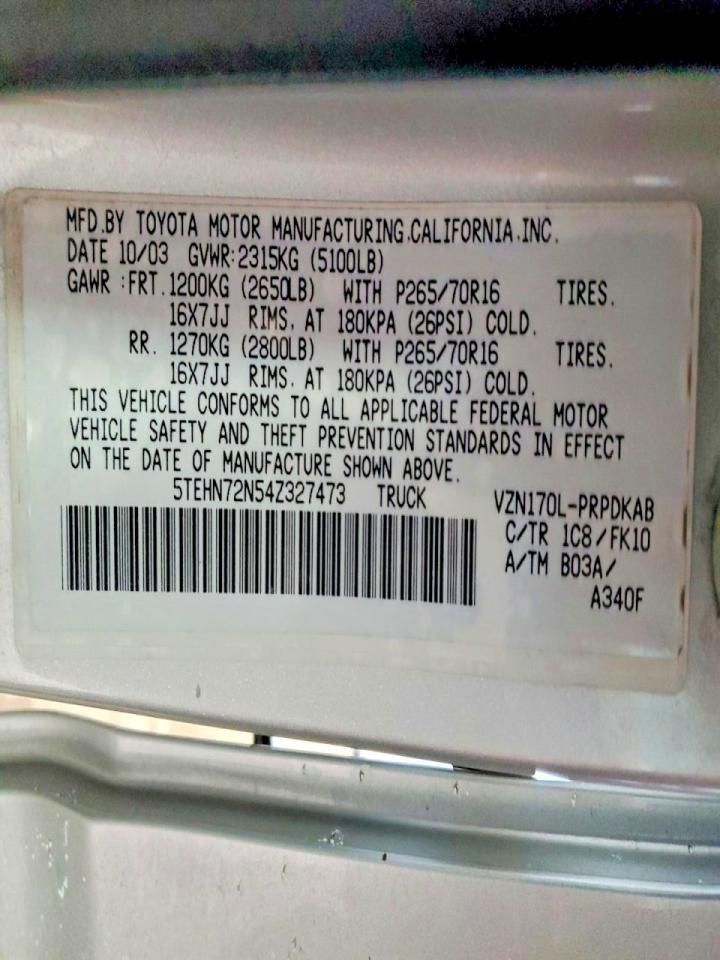 MFD.BY TOYOTA MOTOR MANUFACTURING,CALIFORNIA,INC.
DATE 10/03 GVWR:2315KG (5100LB)
GAWR :FRT. 1200KG (2650LB) WITH P265/70R16 TIRES.
16X7JJ RIMS. AT 180KPA (26PSI) COLD.
RR. 1270KG (2800LB) WITH P265/70R16 TIRES.
16X7JJ RIMS. AT 180KPA (26PSI) COLD.
THIS VEHICLE CONFORMS TO ALL APPLICABLE FEDERAL MOTOR
VEHICLE SAFETY AND THEFT PREVENTION STANDARDS IN EFFECT
ON THE DATE OF MANUFACTURE SHOWN ABOVE.
5TEHN72N54Z327473 TRUCK VZN170L-PRPDKAB
C/TR 1C8/FK10
A/TM B03A/
A340F